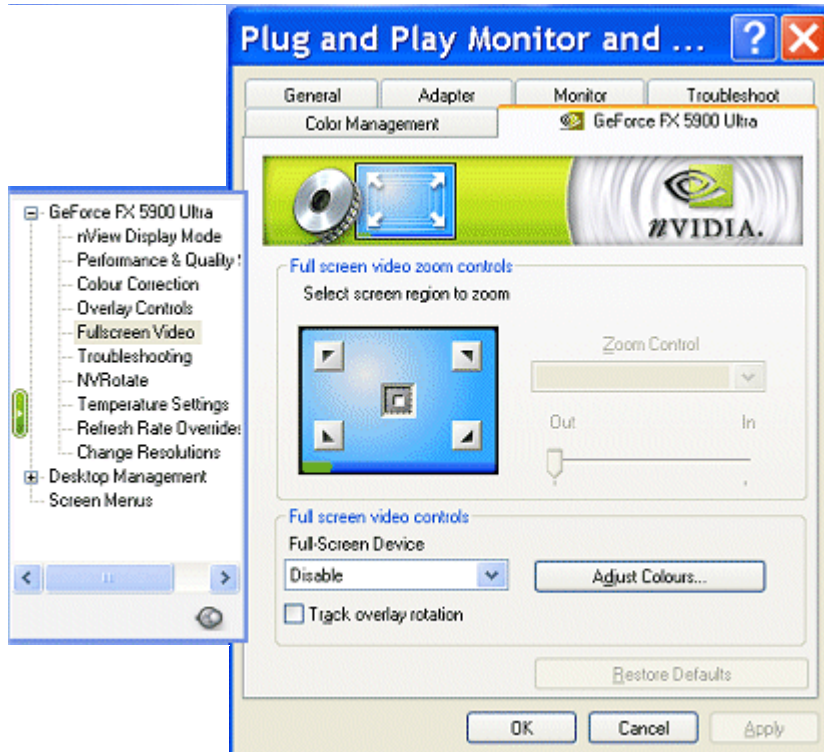 Plug and Play Monitor and ...
General Adapter Monitor Troubleshoot
Color Management GeForce FX 5900 Ultra
nVIDIA.
GeForce FX 5900 Ultra
nView Display Mode
Performance & Quality
Colour Correction
Overlay Controls
Fullscreen Video
Troubleshooting
NVRotate
Temperature Settings
Refresh Rate Overrides
Change Resolutions
Desktop Management
Screen Menus
Full screen video zoom controls
Select screen region to zoom
Zoom Control
Out In
Full screen video controls
Full-Screen Device
Disable
Adjust Colours...
Track overlay rotation
Restore Defaults
OK Cancel Apply